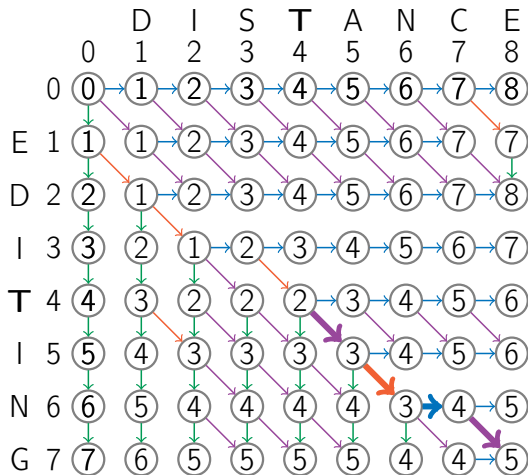 D I S T A N C E
0 1 2 3 4 5 6 7 8
0 0 1 2 3 4 5 6 7 8
E 1 1 1 2 3 4 5 6 7 7
D 2 2 1 2 3 4 5 6 7 8
I 3 3 2 1 2 3 4 5 6 7
T 4 4 3 2 2 2 3 4 5 6
I 5 5 4 3 3 3 3 4 5 6
N 6 6 5 4 4 4 4 3 4 5
G 7 7 6 5 5 5 5 4 4 5